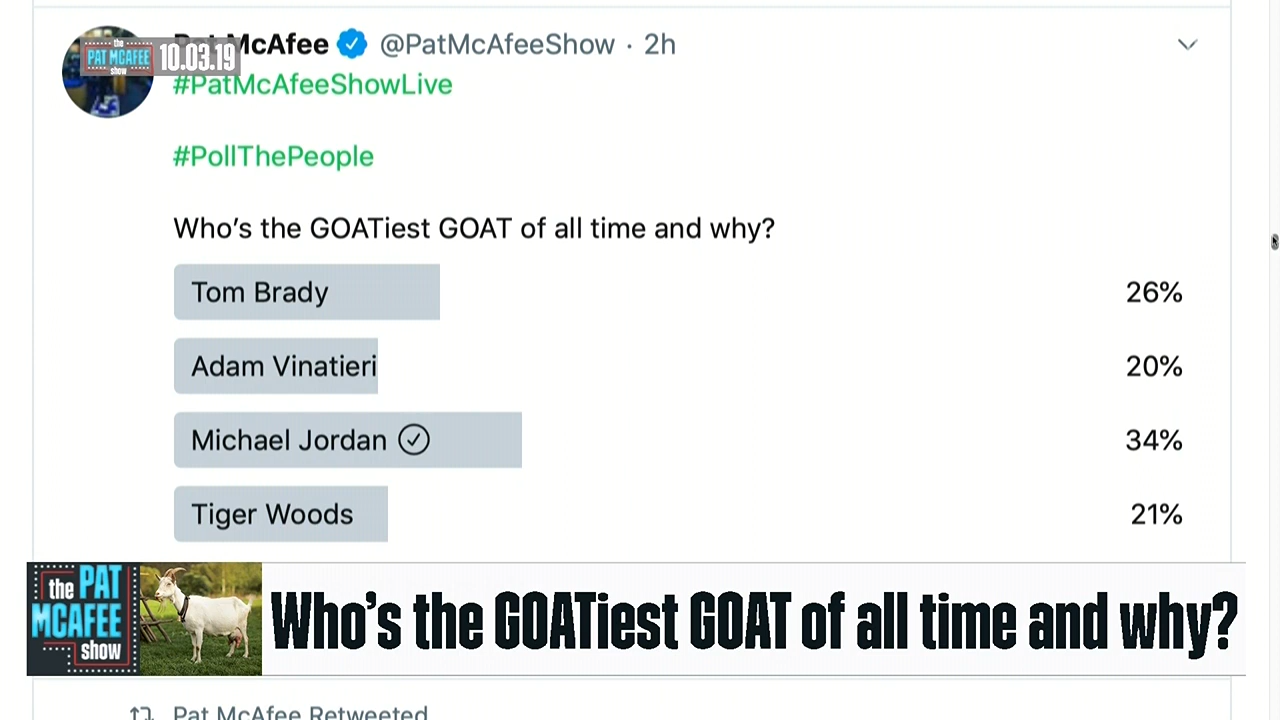 Pat McAfee @PatMcAfeeShow · 2h
the
PAT MCAFEE
show
10.03.19
#PatMcAfeeShowLive
#PollThePeople
Who’s the GOATiest GOAT of all time and why?
Tom Brady 26%
Adam Vinatieri 20%
Michael Jordan 34%
Tiger Woods 21%
the PAT
MCAFEE
show
Who’s the GOATiest GOAT of all time and why?
Pat McAfee Retweeted